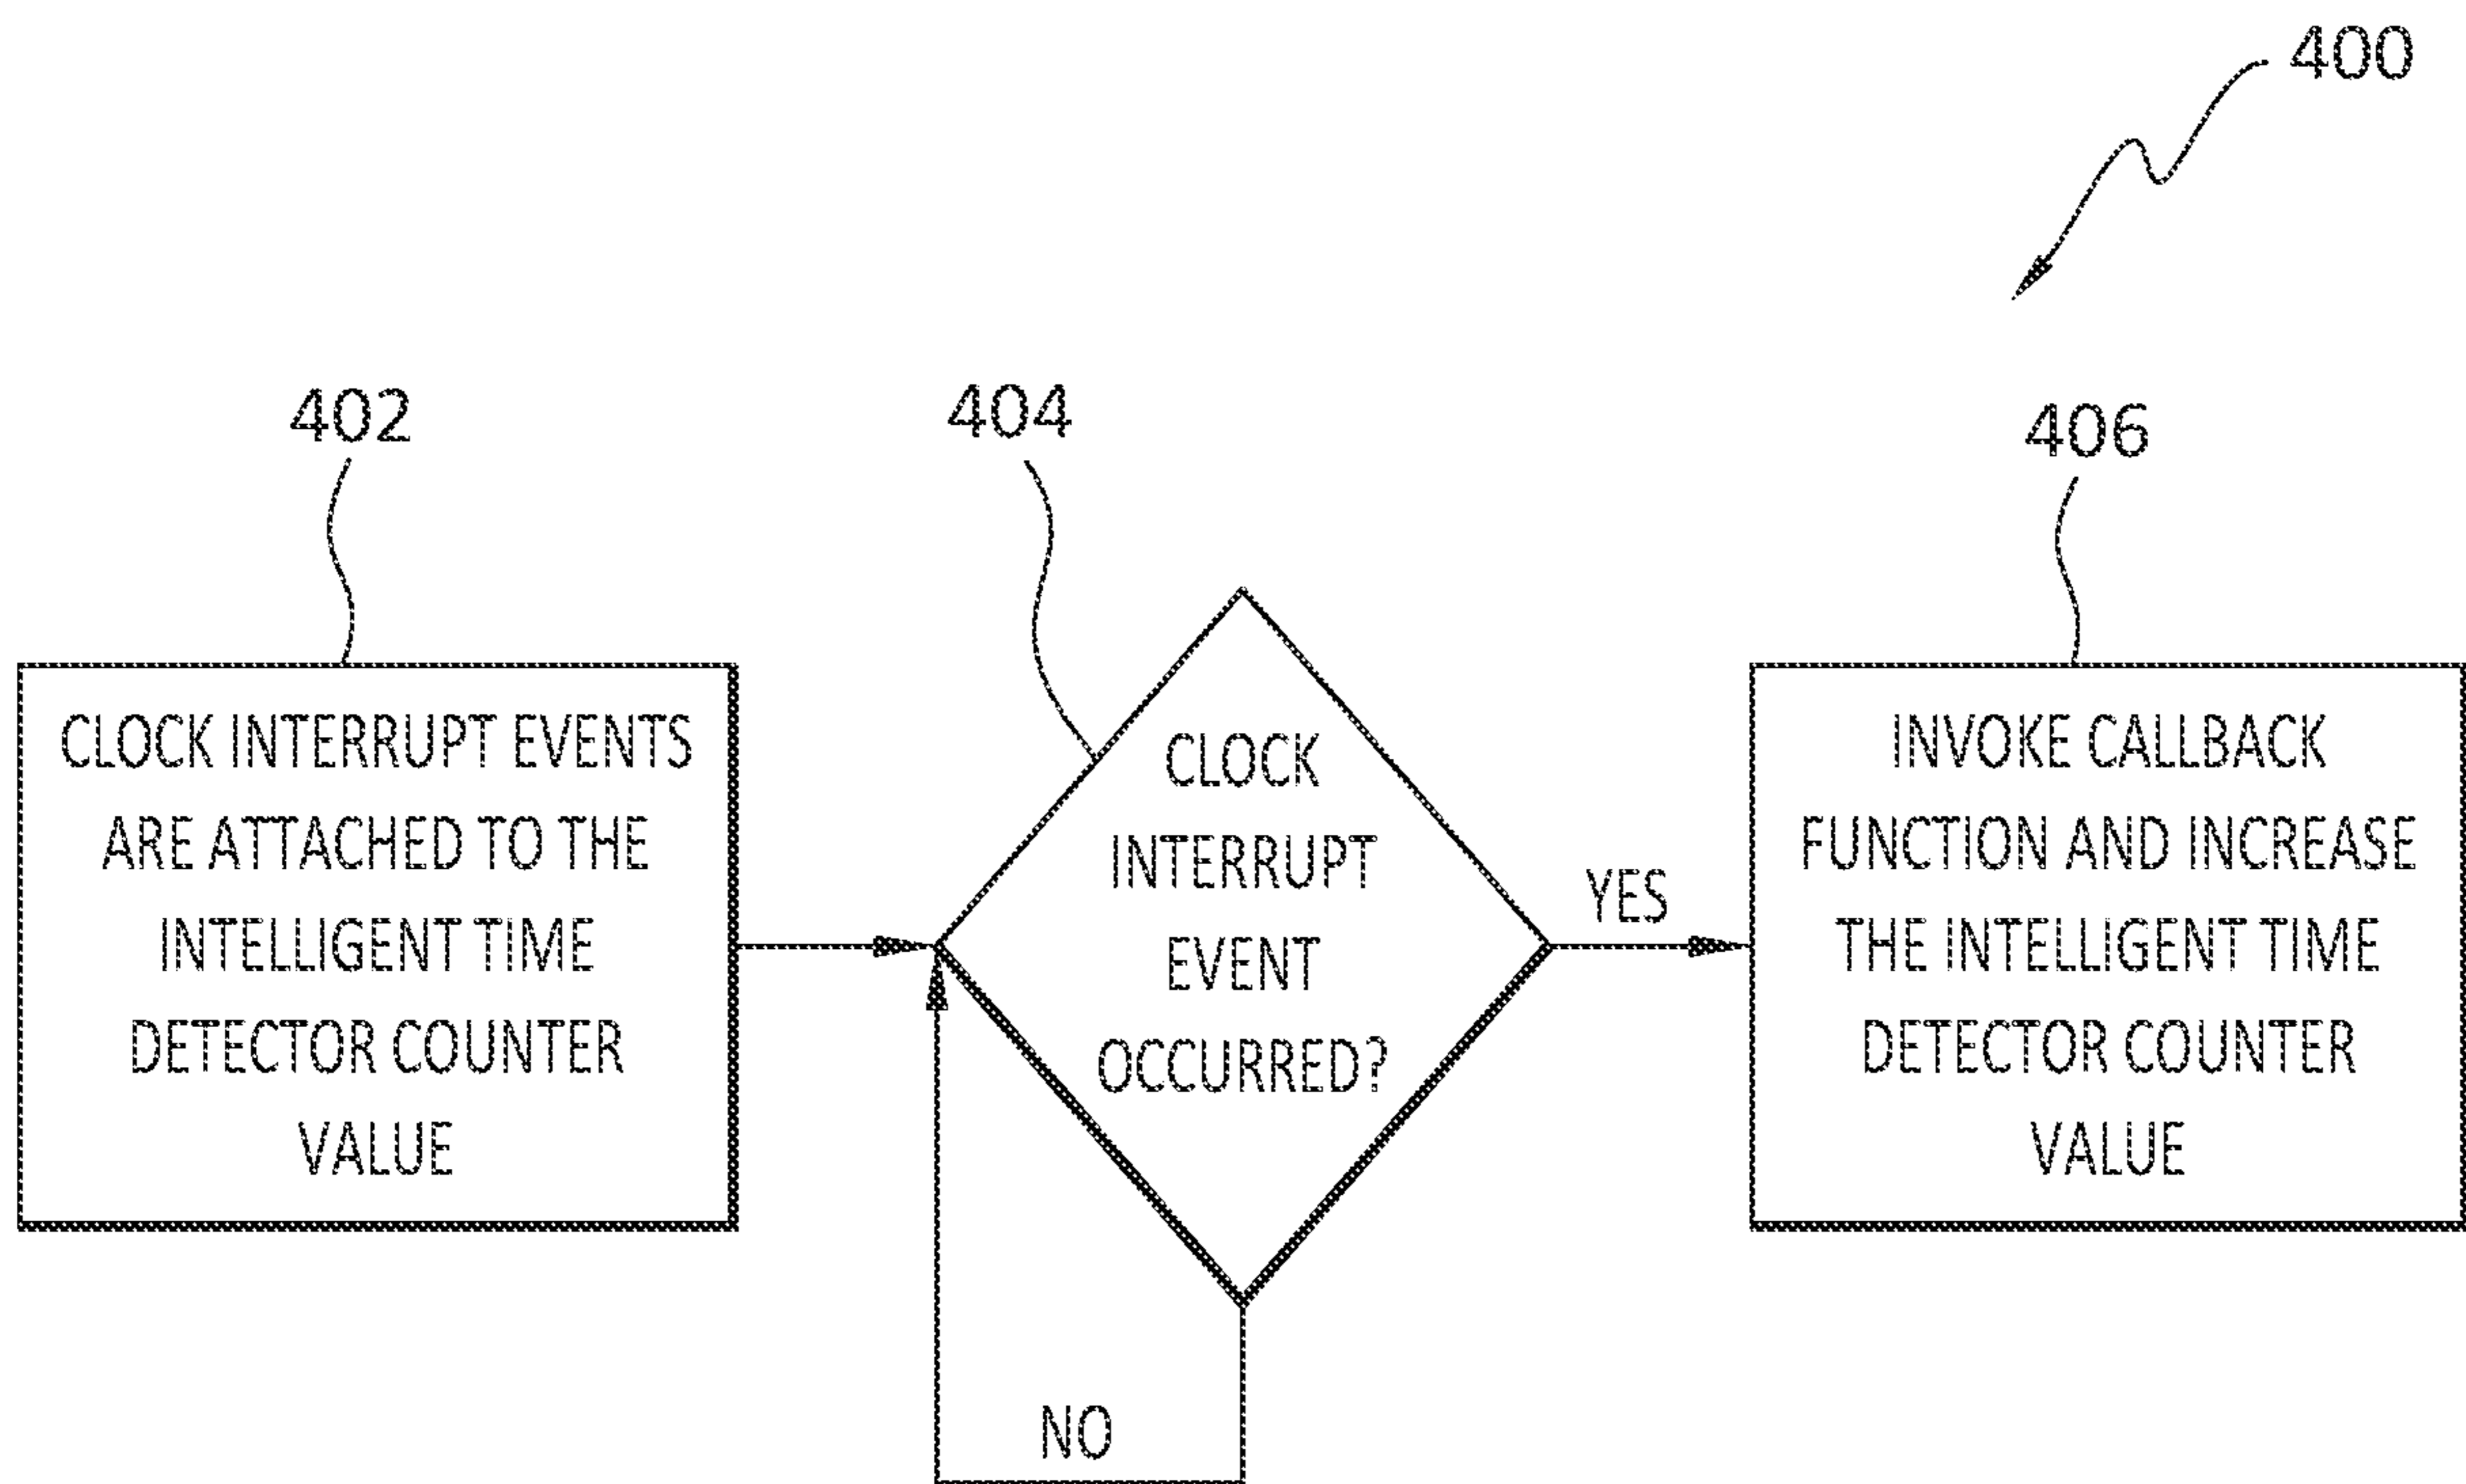 400
402
CLOCK INTERRUPT EVENTS
ARE ATTACHED TO THE
INTELLIGENT TIME
DETECTOR COUNTER
VALUE
404
CLOCK
INTERRUPT
EVENT
OCCURRED?
YES
NO
406
INVOKE CALLBACK
FUNCTION AND INCREASE
THE INTELLIGENT TIME
DETECTOR COUNTER
VALUE